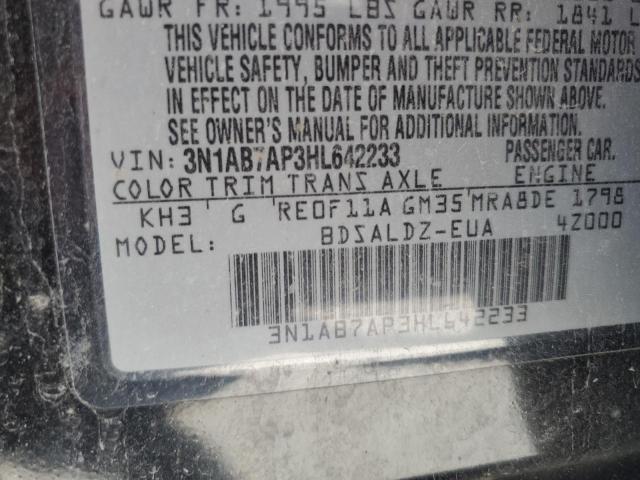 GAWR FR: 1995 LBS GAWR RR: 1841 L
THIS VEHICLE CONFORMS TO ALL APPLICABLE FEDERAL MOTOR
VEHICLE SAFETY, BUMPER AND THEFT PREVENTION STANDARDS
IN EFFECT ON THE DATE OF MANUFACTURE SHOWN ABOVE.
SEE OWNER'S MANUAL FOR FURTHER INFORMATION.
VIN: 3N1AB7AP3HL642233 PASSENGER CAR.
COLOR TRIM TRANS AXLE ENGINE
KH3 G RE0F11A GM35 MRA8DE 1798
MODEL: BDSALDZ-EUA 4Z000
3N1AB7AP3HL642233